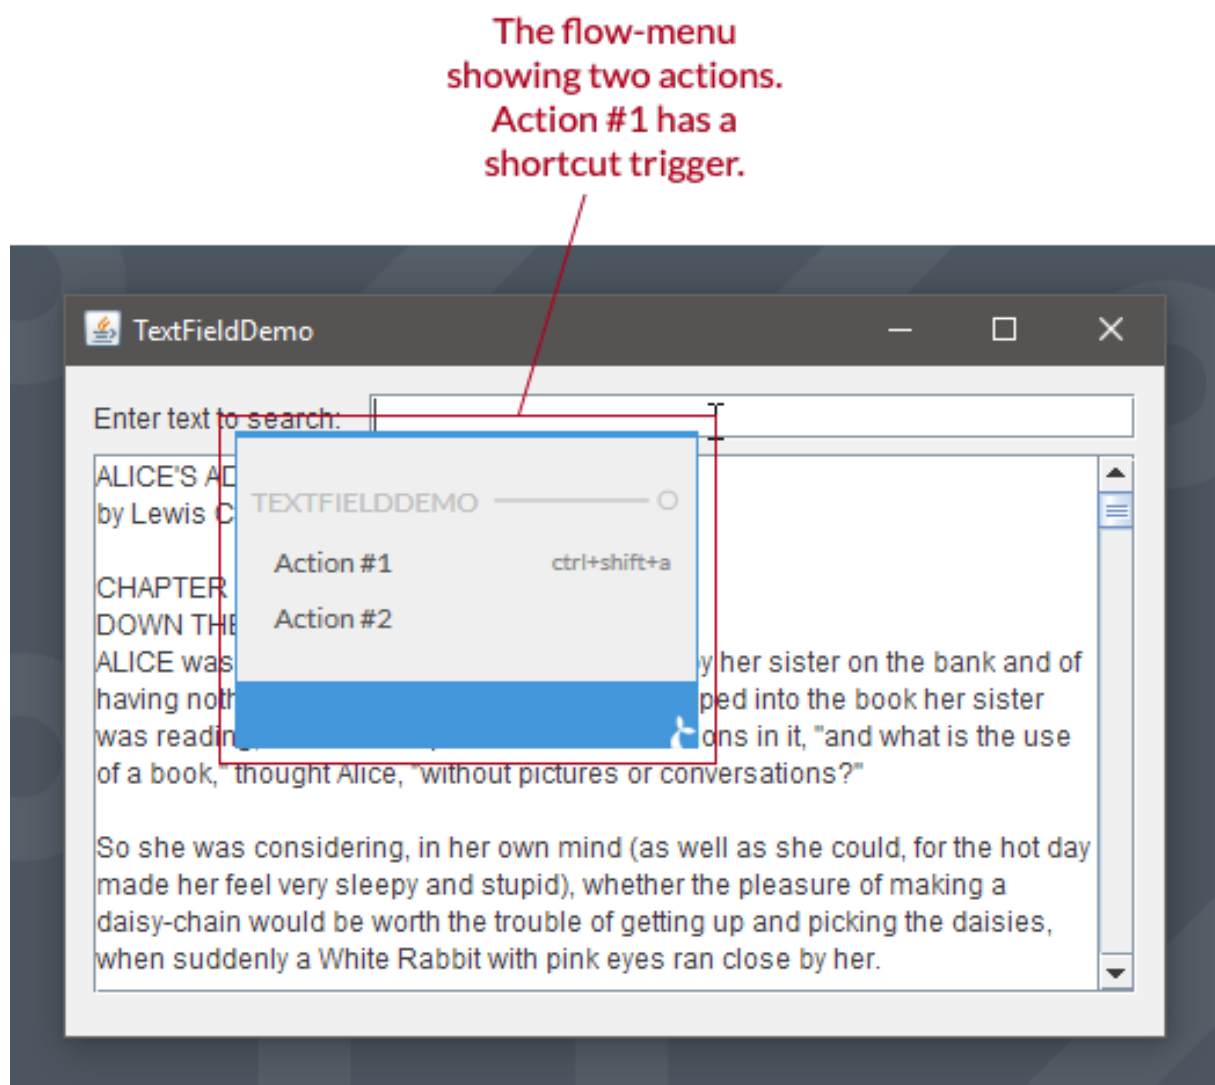 The flow-menu
showing two actions.
Action #1 has a
shortcut trigger.
TextFieldDemo
Enter text to search:
ALICE'S AD
by Lewis C
TEXTFIELDDEMO
Action #1 ctrl+shift+a
Action #2
CHAPTER
DOWN THE
ALICE was y her sister on the bank and of
having noth ped into the book her sister
was reading, ons in it, "and what is the use
of a book," thought Alice, "without pictures or conversations?"
So she was considering, in her own mind (as well as she could, for the hot day
made her feel very sleepy and stupid), whether the pleasure of making a
daisy-chain would be worth the trouble of getting up and picking the daisies,
when suddenly a White Rabbit with pink eyes ran close by her.